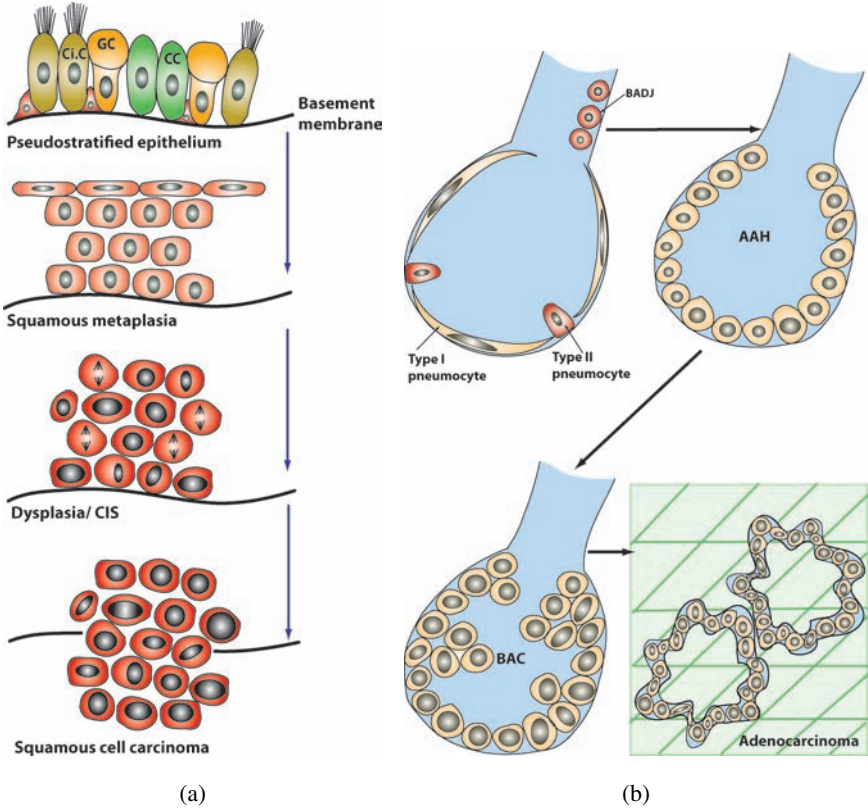 Ci.C
GC
CC
Basement
membrane
Pseudostratified epithelium
Squamous metaplasia
Dysplasia/ CIS
Squamous cell carcinoma
(a)
BADJ
AAH
Type I
pneumocyte
Type II
pneumocyte
BAC
Adenocarcinoma
(b)